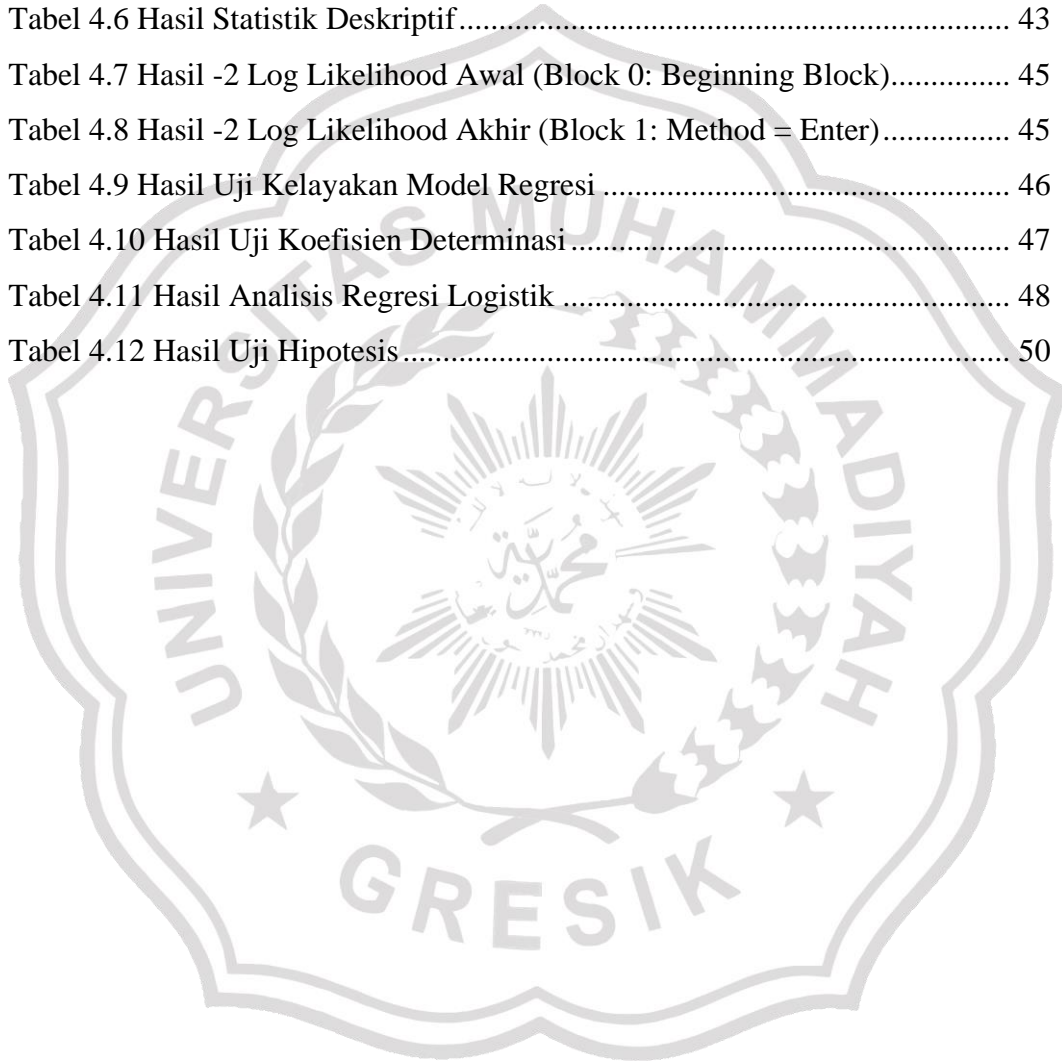 Tabel 4.6 Hasil Statistik Deskriptif........................................................................ 43
Tabel 4.7 Hasil -2 Log Likelihood Awal (Block 0: Beginning Block)............... 45
Tabel 4.8 Hasil -2 Log Likelihood Akhir (Block 1: Method = Enter)................ 45
Tabel 4.9 Hasil Uji Kelayakan Model Regresi .................................................... 46
Tabel 4.10 Hasil Uji Koefisien Determinasi........................................................ 47
Tabel 4.11 Hasil Analisis Regresi Logistik ......................................................... 48
Tabel 4.12 Hasil Uji Hipotesis............................................................................. 50
UNIVERSITAS MUHAMMADIYAH
محمد
GRESIK